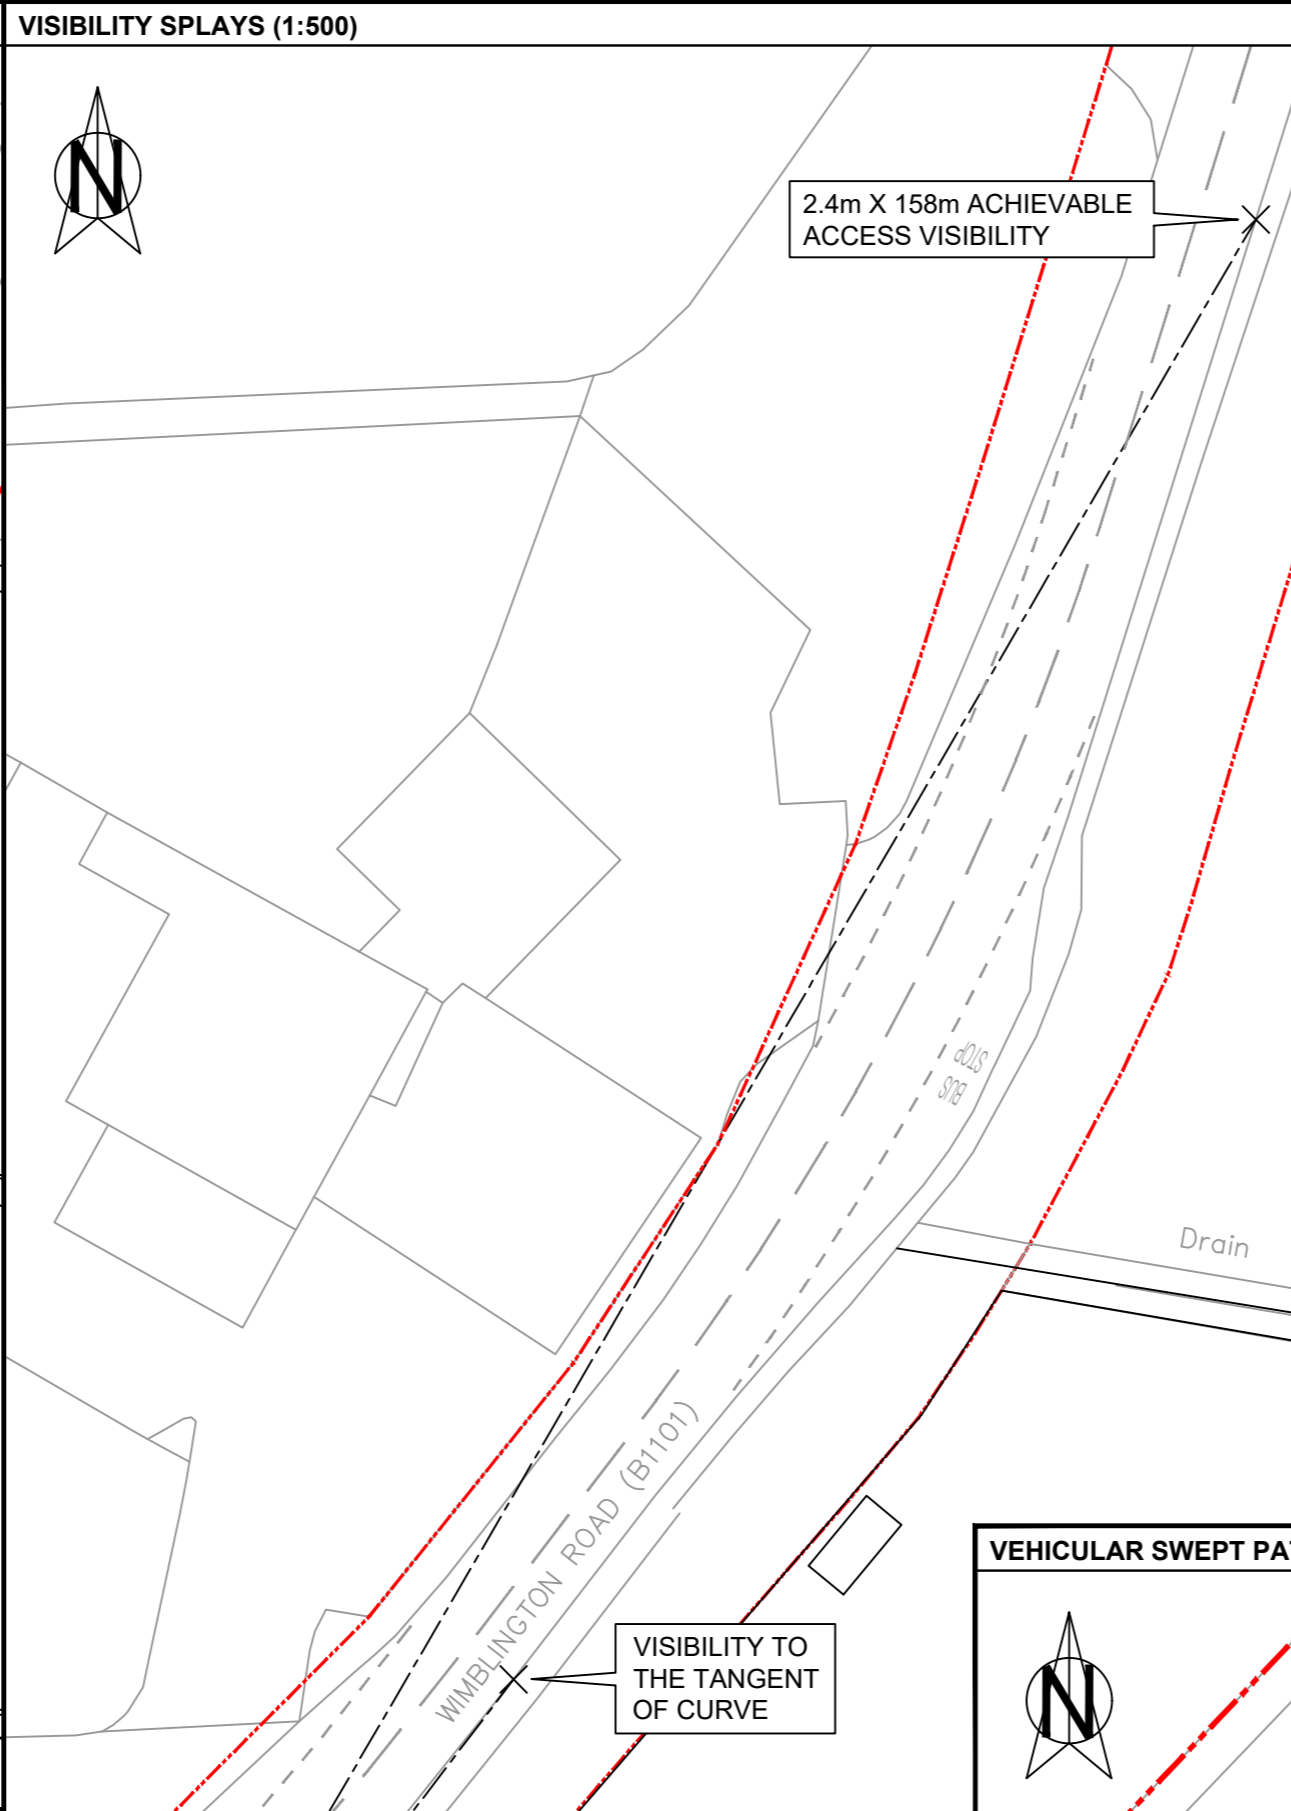 VISIBILITY SPLAYS (1:500)
N
2.4m X 158m ACHIEVABLE
ACCESS VISIBILITY
BUS
STOP
Drain
WIMBLINGTON ROAD (B1101)
VEHICULAR SWEPT PAT
VISIBILITY TO
THE TANGENT
OF CURVE
N